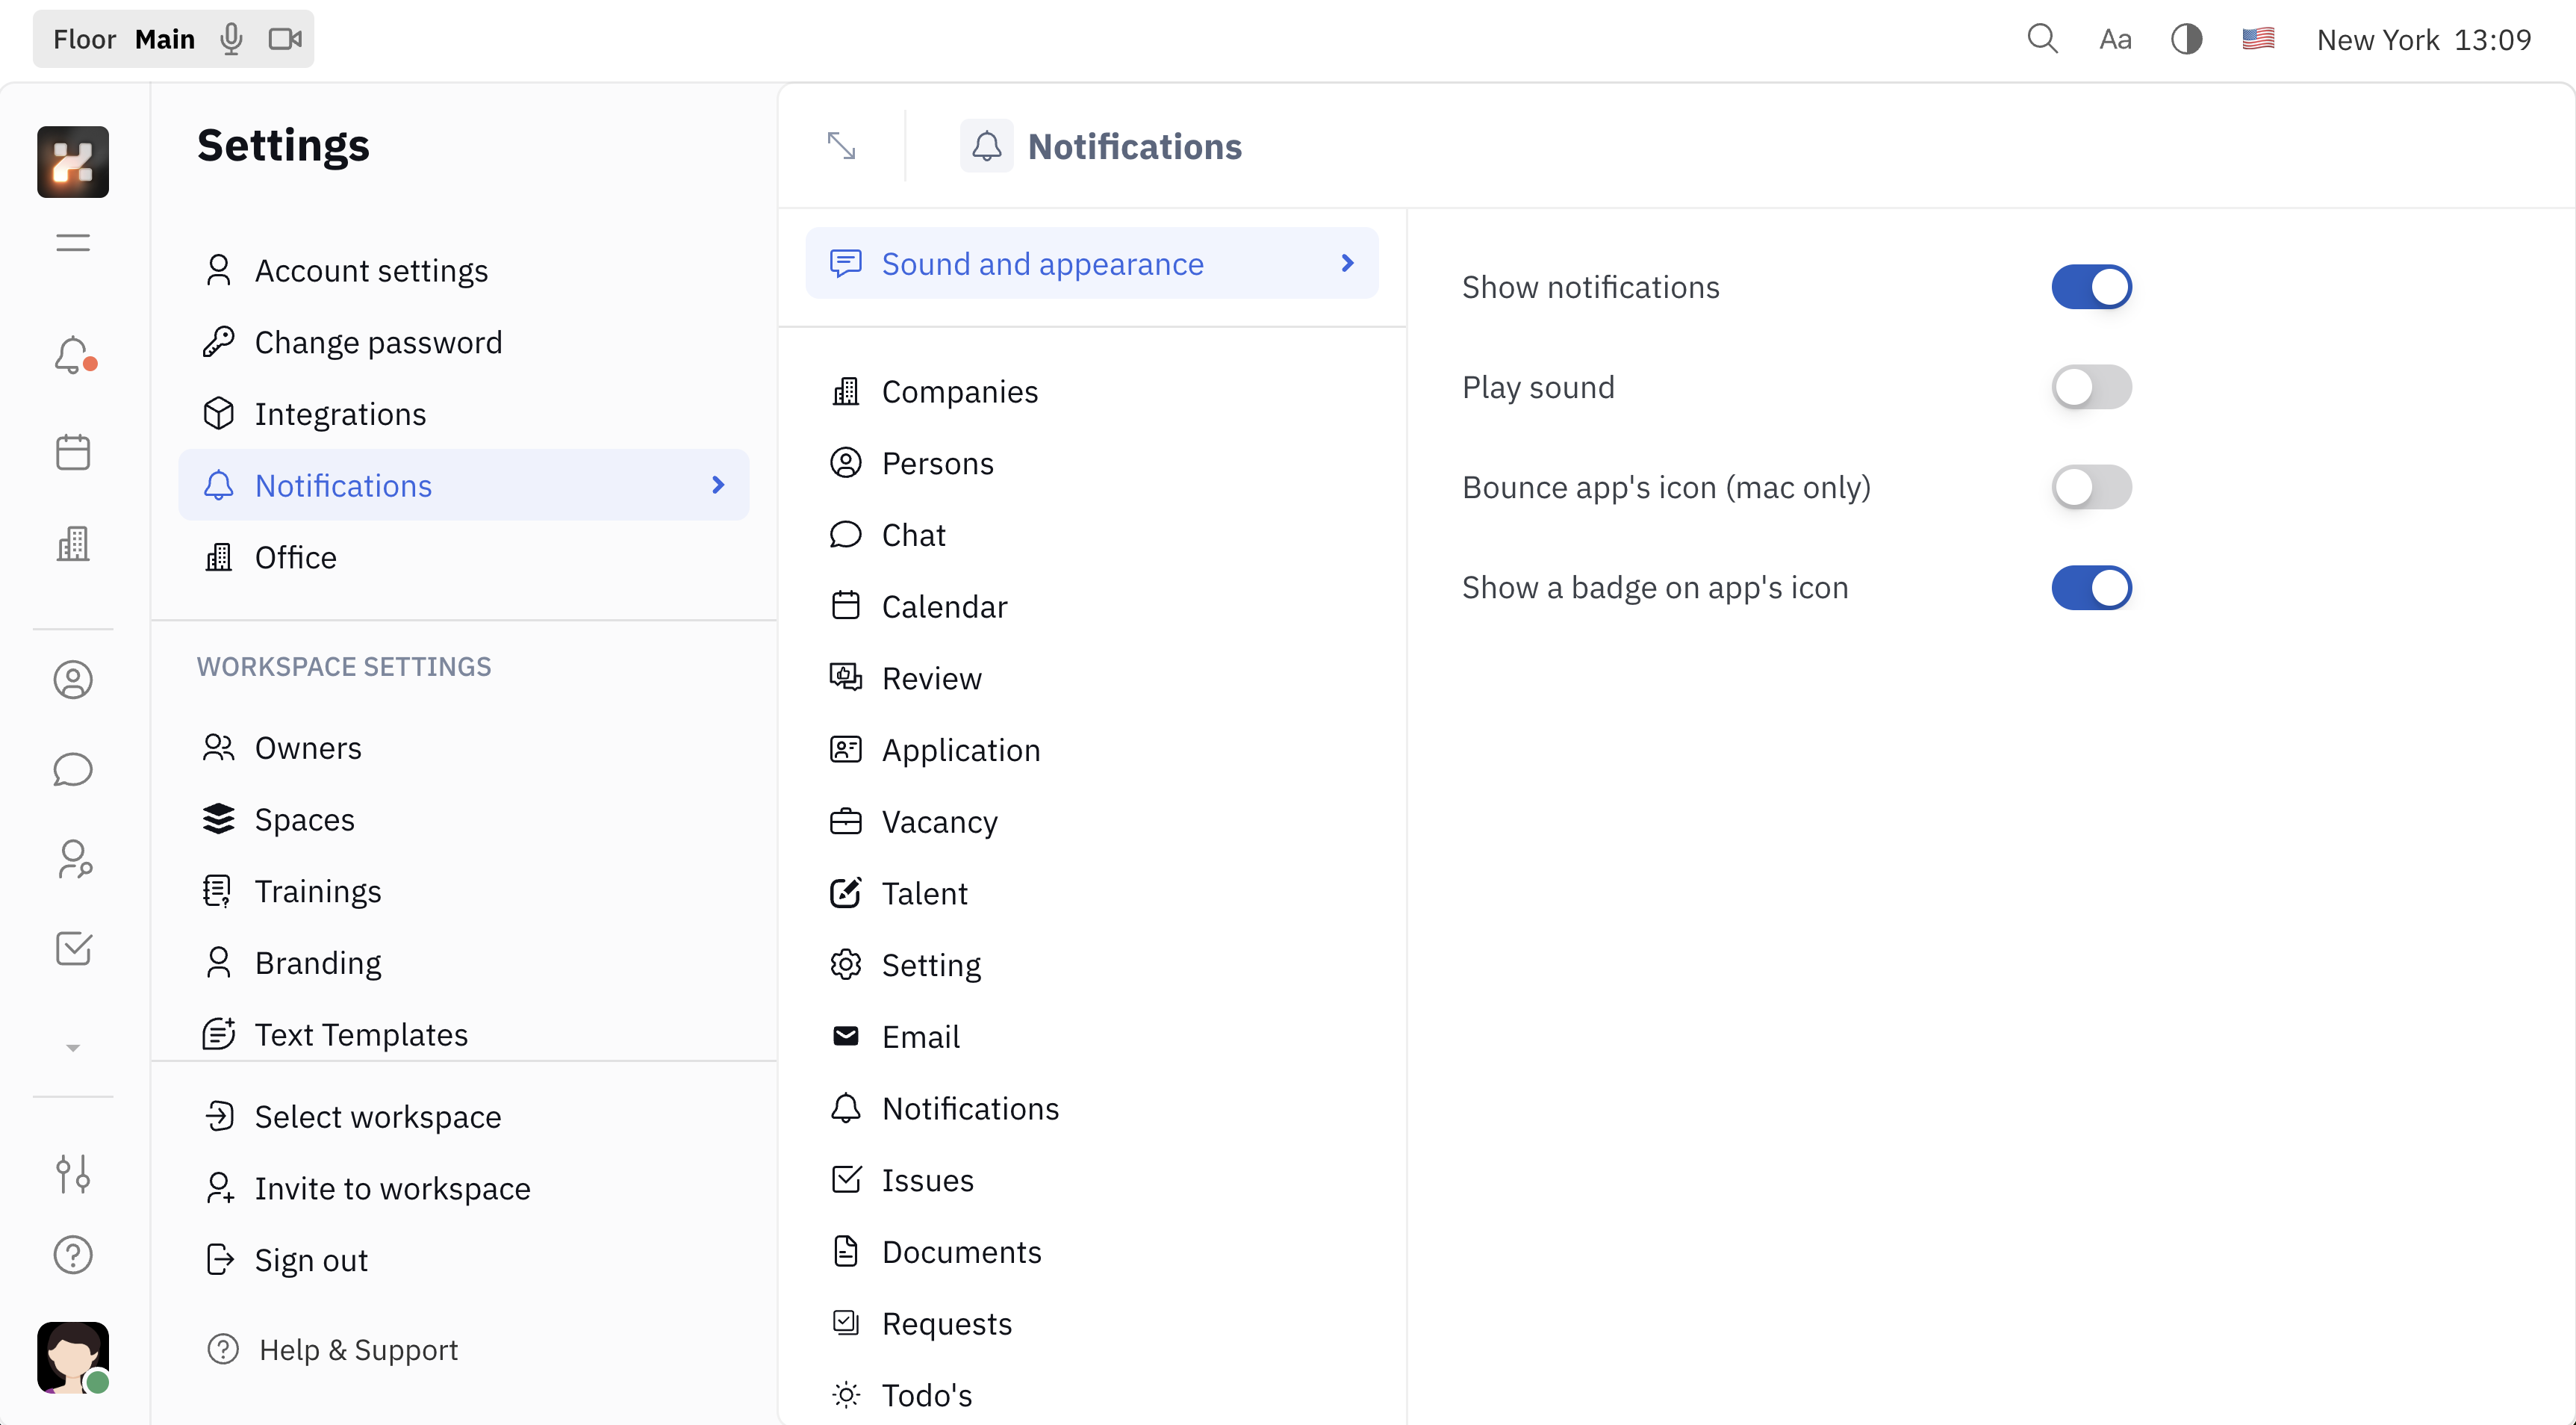 Floor Main
Aa
New York 13:09
Settings
Account settings
Change password
Integrations
Notifications
Office
WORKSPACE SETTINGS
Owners
Spaces
Trainings
Branding
Text Templates
Select workspace
Invite to workspace
Sign out
Help & Support
Notifications
Sound and appearance
Companies
Persons
Chat
Calendar
Review
Application
Vacancy
Talent
Setting
Email
Notifications
Issues
Documents
Requests
Todo's
Show notifications
Play sound
Bounce app's icon (mac only)
Show a badge on app's icon